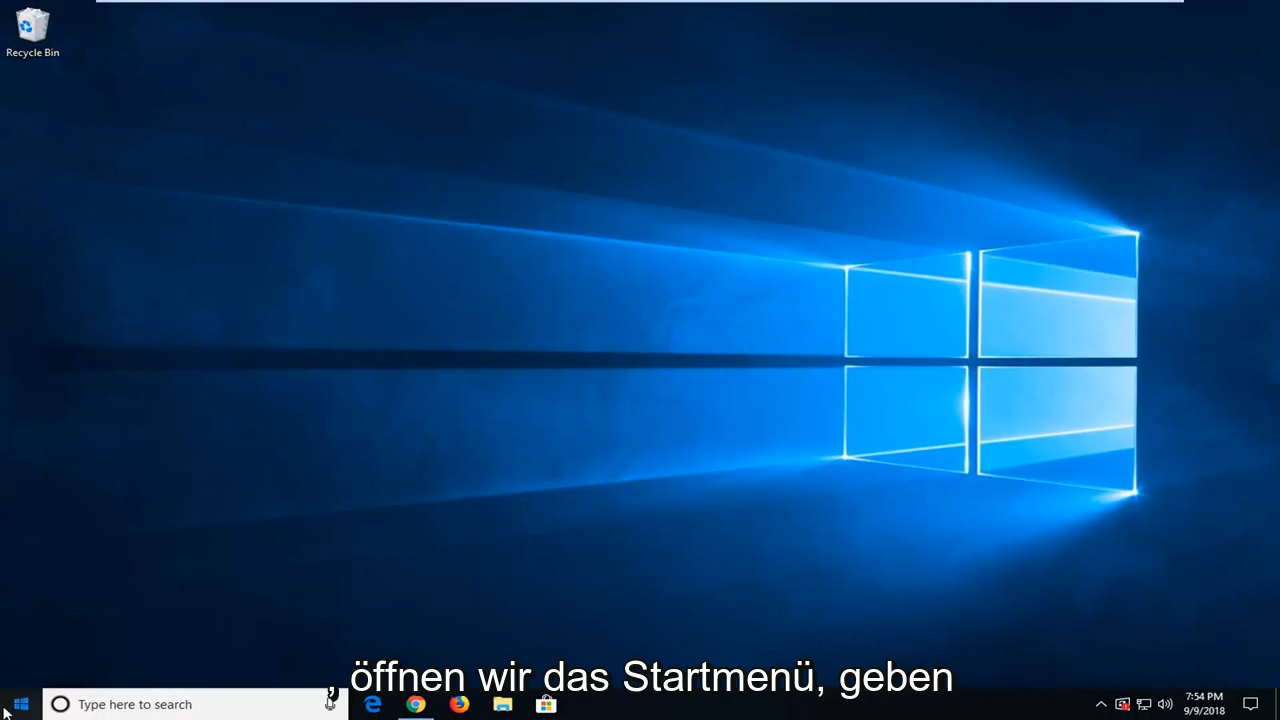 Recycle Bin
, öffnen wir das Startmenü, geben
Type here to search
7:54 PM
9/9/2018